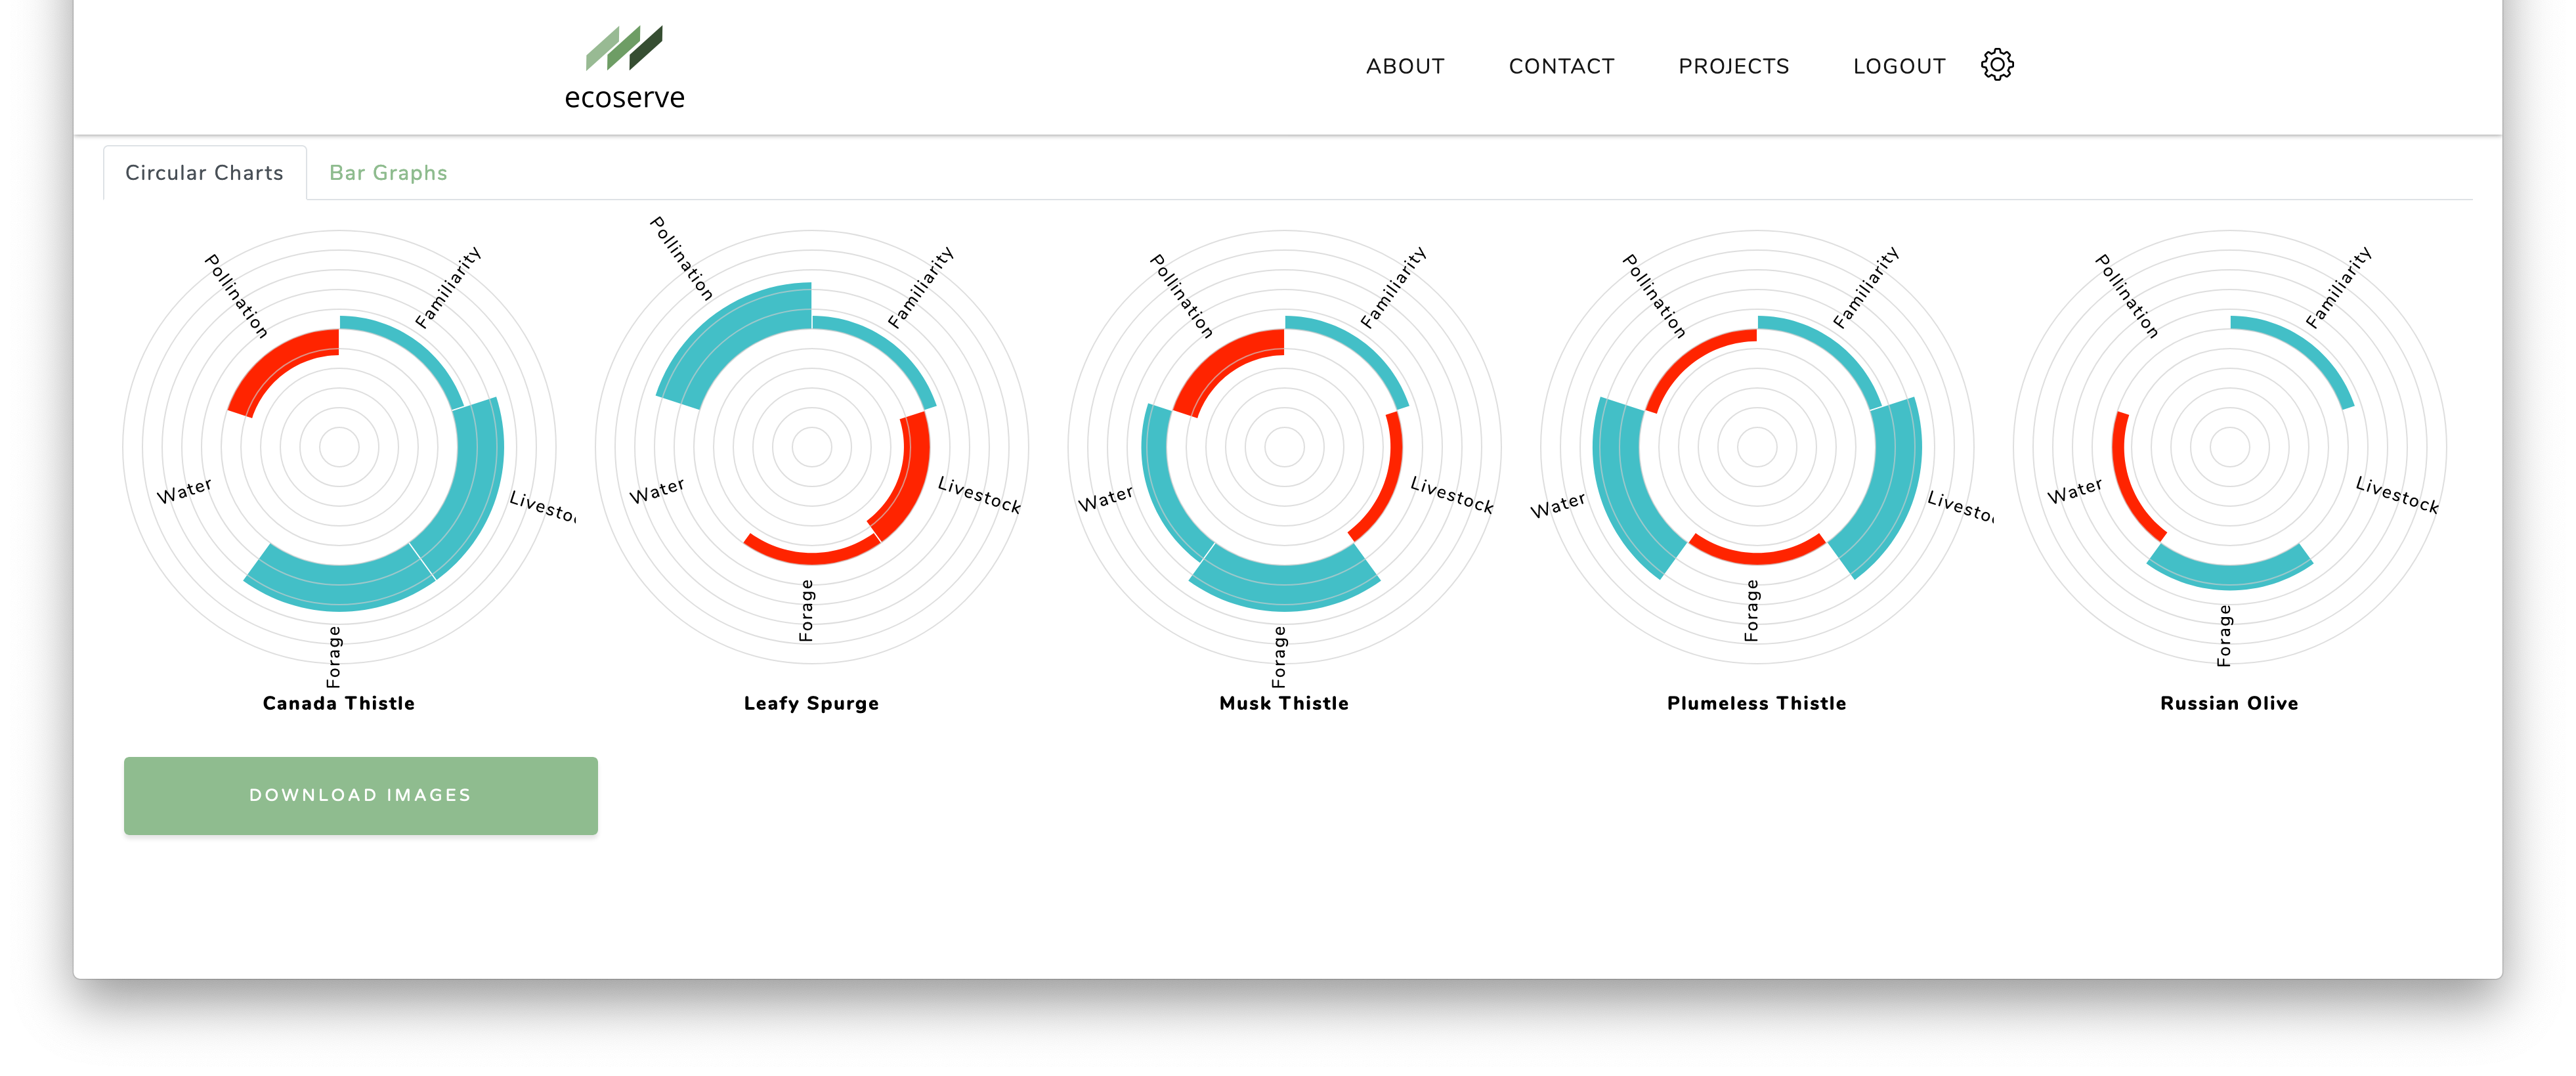 ecoserve
ABOUT
CONTACT
PROJECTS
LOGOUT
Circular Charts
Bar Graphs
Pollination
Familiarity
Water
Livesto
Forage
Canada Thistle
Pollination
Familiarity
Water
Livestock
Forage
Leafy Spurge
Pollination
Familiarity
Water
Livestock
Forage
Musk Thistle
Pollination
Familiarity
Water
Livesto
Forage
Plumeless Thistle
Pollination
Familiarity
Water
Livestock
Forage
Russian Olive
DOWNLOAD IMAGES